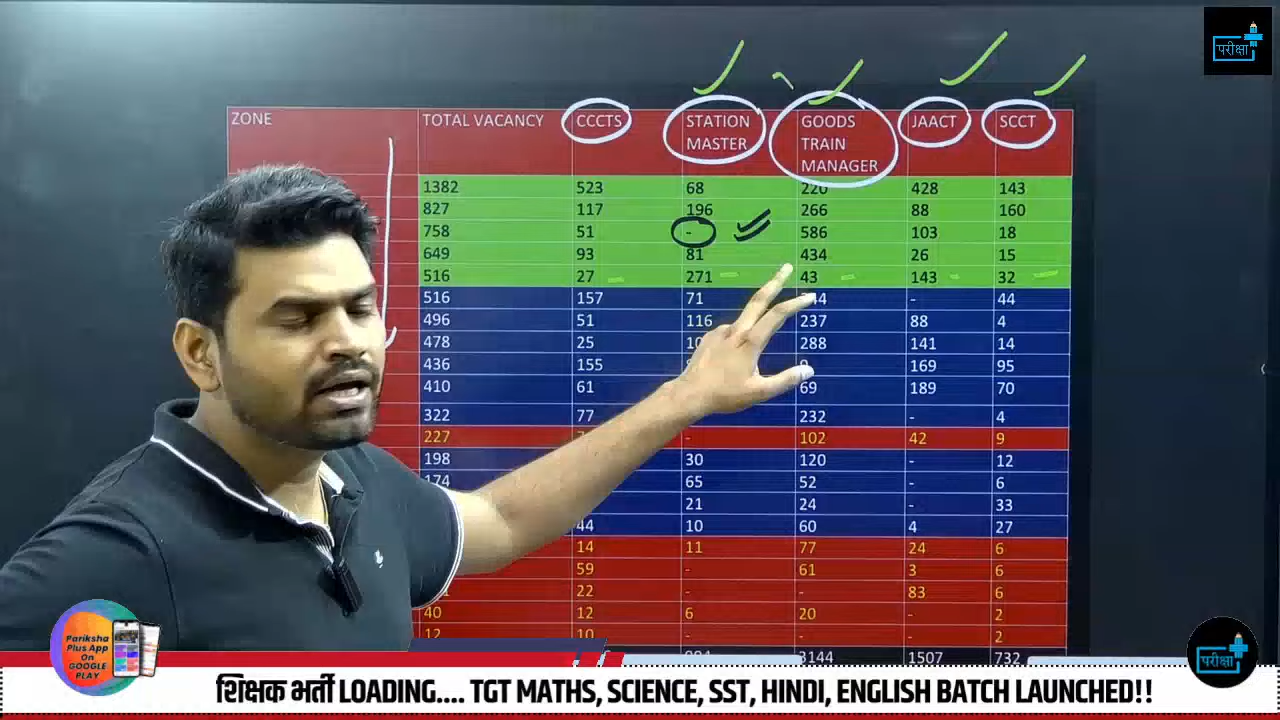 परीक्षा
ZONE TOTAL VACANCY CCCTS STATION MASTER GOODS TRAIN MANAGER JAACT SCCT
1382 523 68 220 428 143
827 117 196 266 88 160
758 51 - 586 103 18
649 93 81 434 26 15
516 27 271 43 143 32
516 157 71 - 44
496 51 116 237 88 4
478 25 288 141 14
436 155 169 95
410 61 69 189 70
322 77 232 - 4
227 - 102 42 9
198 30 120 - 12
174 65 52 - 6
21 24 - 33
44 10 60 4 27
14 11 77 24 6
59 - 61 3 6
22 - - 83 6
40 12 6 20 - 2
12 10 - - - 2
3144 1507 732
Pariksha
Plus App
On
GOOGLE
PLAY
परीक्षा
शिक्षक भर्ती LOADING.... TGT MATHS, SCIENCE, SST, HINDI, ENGLISH BATCH LAUNCHED!!